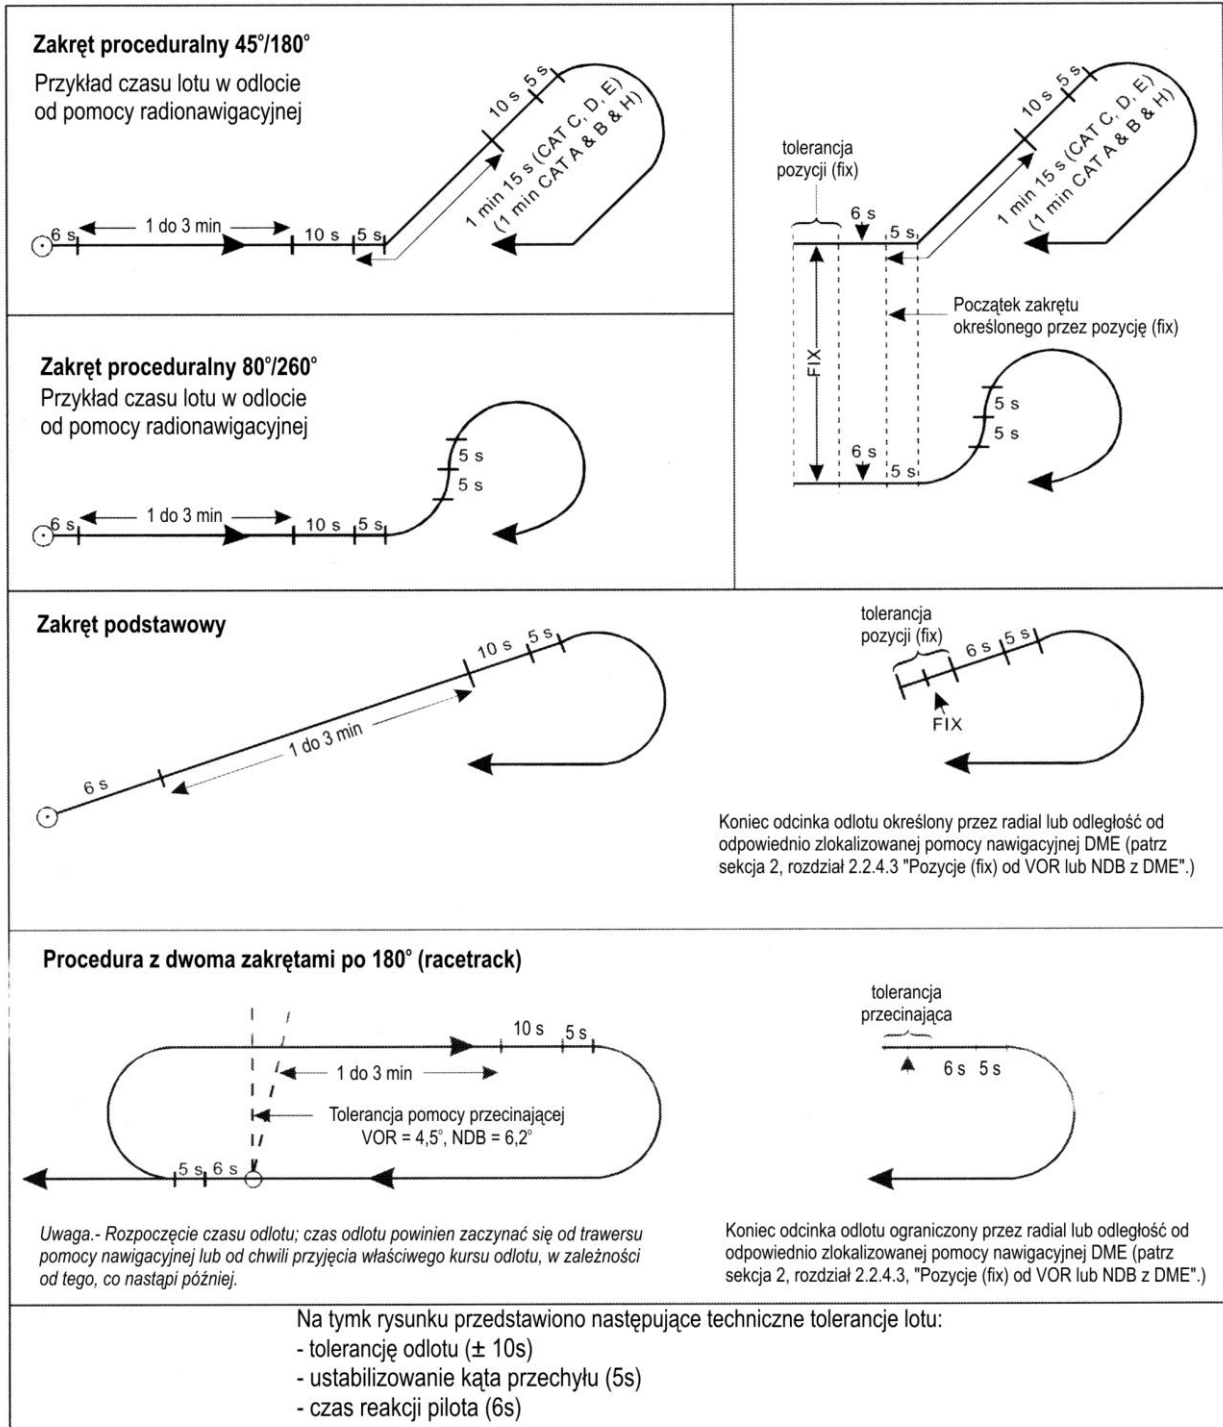 Zakręt proceduralny 45°/180°
Przykład czasu lotu w odlocie
od pomocy radionawigacyjnej
6 s
1 do 3 min
10 s
5 s
10 s
5 s
1 min 15 s (CAT C, D, E)
(1 min CAT A & B & H)
tolerancja
pozycji (fix)
6 s
5 s
10 s
5 s
1 min 15 s (CAT C, D, E)
(1 min CAT A & B & H)
Początek zakrętu
określonego przez pozycję (fix)
FIX
6 s
5 s
5 s
5 s
Zakręt proceduralny 80°/260°
Przykład czasu lotu w odlocie
od pomocy radionawigacyjnej
6 s
1 do 3 min
10 s
5 s
5 s
5 s
Zakręt podstawowy
6 s
1 do 3 min
10 s
5 s
tolerancja
pozycji (fix)
6 s
5 s
FIX
Koniec odcinka odlotu określony przez radial lub odległość od
odpowiednio zlokalizowanej pomocy nawigacyjnej DME (patrz
sekcja 2, rozdział 2.2.4.3 "Pozycje (fix) od VOR lub NDB z DME".)
Procedura z dwoma zakrętami po 180° (racetrack)
10 s
5 s
1 do 3 min
Tolerancja pomocy przecinającej
VOR = 4,5°, NDB = 6,2°
5 s
6 s
tolerancja
przecinająca
6 s
5 s
Uwaga.- Rozpoczęcie czasu odlotu; czas odlotu powinien zaczynać się od trawersu
pomocy nawigacyjnej lub od chwili przyjęcia właściwego kursu odlotu, w zależności
od tego, co nastąpi później.
Koniec odcinka odlotu ograniczony przez radial lub odległość od
odpowiednio zlokalizowanej pomocy nawigacyjnej DME (patrz
sekcja 2, rozdział 2.2.4.3, "Pozycje (fix) od VOR lub NDB z DME".)
Na tymk rysunku przedstawiono następujące techniczne tolerancje lotu:
- tolerancję odlotu (± 10s)
- ustabilizowanie kąta przechyłu (5s)
- czas reakcji pilota (6s)